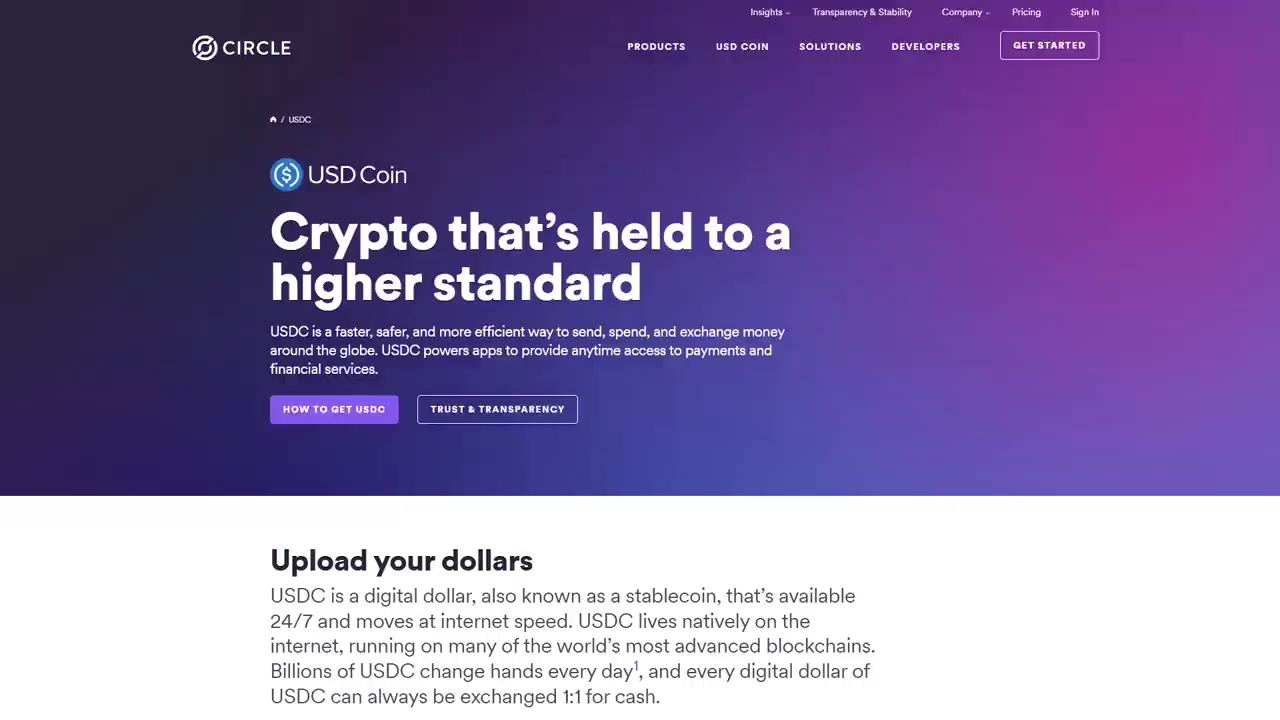 Insights
Transparency & Stability
Company
Pricing
Sign In
CIRCLE
PRODUCTS
USD COIN
SOLUTIONS
DEVELOPERS
GET STARTED
/ USDC
USD Coin
Crypto that's held to a
higher standard
USDC is a faster, safer, and more efficient way to send, spend, and exchange money
around the globe. USDC powers apps to provide anytime access to payments and
financial services.
HOW TO GET USDC
TRUST & TRANSPARENCY
Upload your dollars
USDC is a digital dollar, also known as a stablecoin, that's available
24/7 and moves at internet speed. USDC lives natively on the
internet, running on many of the world's most advanced blockchains.
Billions of USDC change hands every day¹, and every digital dollar of
USDC can always be exchanged 1:1 for cash.